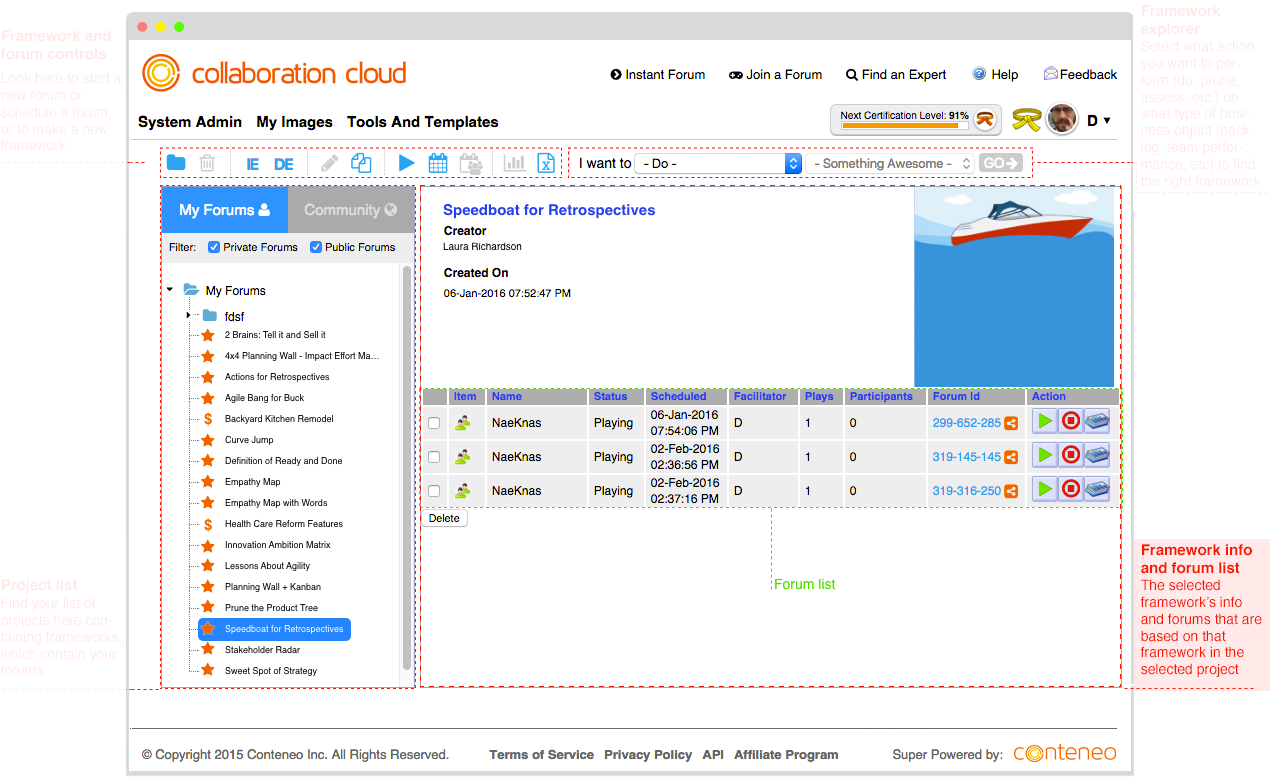 Framework and
forum controls
Look here to start a
new forum or
schedule a forum,
or to make a new
framework
collaboration cloud
Instant Forum
Join a Forum
Find an Expert
Help
Feedback
System Admin
My Images
Tools And Templates
Next Certification Level: 91%
D
Framework
explorer
Select what action
you want to per-
form (do, prune,
assess, etc.) on
what type of busi-
ness object (back-
log, team perfor-
mance, etc) to find
the right framework
IE
DE
I want to
- Do -
- Something Awesome -
GO
My Forums
Community
Filter:
Private Forums
Public Forums
My Forums
fdsf
2 Brains: Tell it and Sell it
4x4 Planning Wall - Impact Effort Ma...
Actions for Retrospectives
Agile Bang for Buck
$ Backyard Kitchen Remodel
Curve Jump
Definition of Ready and Done
Empathy Map
Empathy Map with Words
$ Health Care Reform Features
Innovation Ambition Matrix
Lessons About Agility
Planning Wall + Kanban
Prune the Product Tree
Speedboat for Retrospectives
Stakeholder Radar
Sweet Spot of Strategy
Project list
Find your list of
projects here con-
taining frameworks,
which contain your
forums
Speedboat for Retrospectives
Creator
Laura Richardson
Created On
06-Jan-2016 07:52:47 PM
Item Name Status Scheduled Facilitator Plays Participants Forum Id Action
NaeKnas Playing 06-Jan-2016 07:54:06 PM D 1 0 299-652-285
NaeKnas Playing 02-Feb-2016 02:36:56 PM D 1 0 319-145-145
NaeKnas Playing 02-Feb-2016 02:37:16 PM D 1 0 319-316-250
Delete
Forum list
Framework info
and forum list
The selected
framework's info
and forums that are
based on that
framework in the
selected project
© Copyright 2015 Conteneo Inc. All Rights Reserved.
Terms of Service
Privacy Policy
API
Affiliate Program
Super Powered by:
conteneo